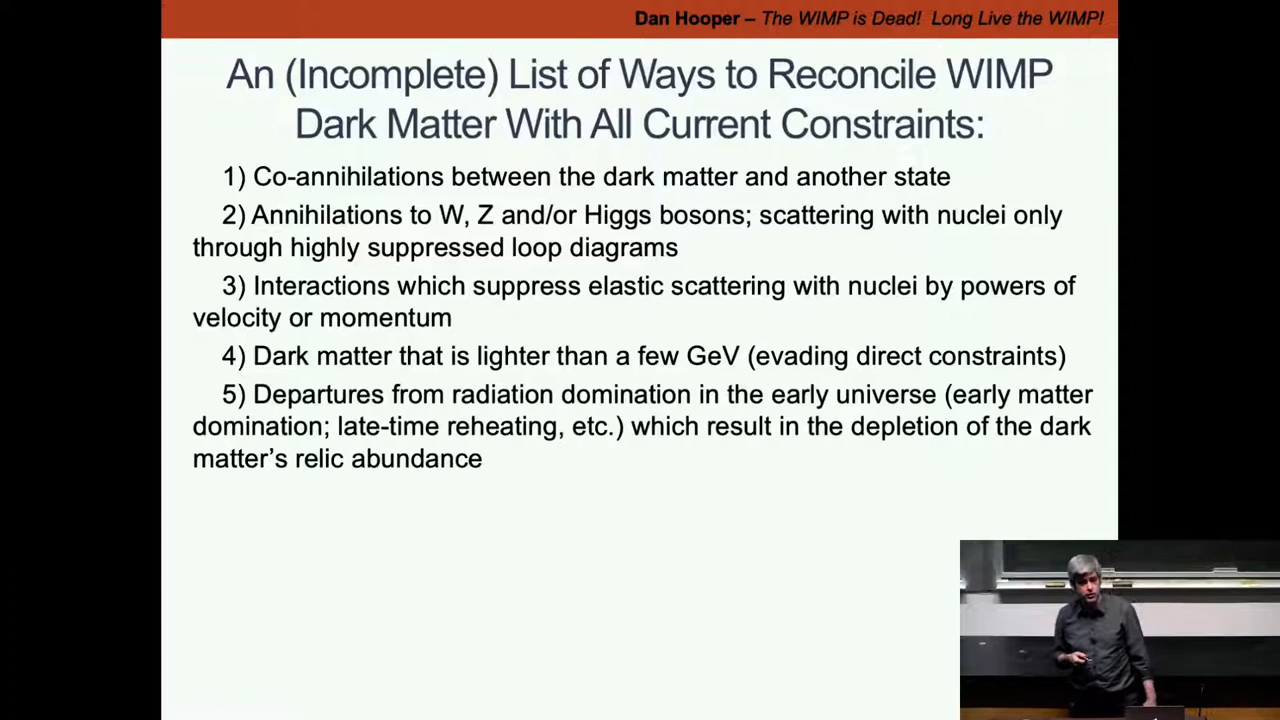 Dan Hooper – The WIMP is Dead! Long Live the WIMP!
An (Incomplete) List of Ways to Reconcile WIMP
Dark Matter With All Current Constraints:
1) Co-annihilations between the dark matter and another state
2) Annihilations to W, Z and/or Higgs bosons; scattering with nuclei only
through highly suppressed loop diagrams
3) Interactions which suppress elastic scattering with nuclei by powers of
velocity or momentum
4) Dark matter that is lighter than a few GeV (evading direct constraints)
5) Departures from radiation domination in the early universe (early matter
domination; late-time reheating, etc.) which result in the depletion of the dark
matter’s relic abundance